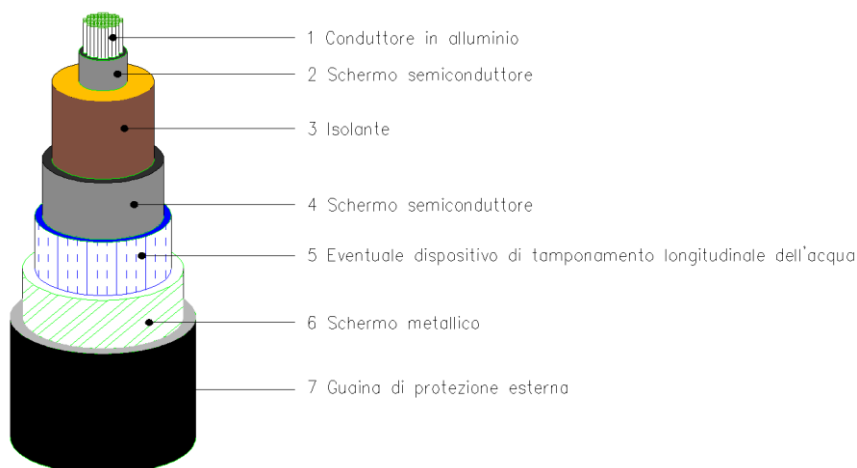 1 Conduttore in alluminio
2 Schermo semiconduttore
3 Isolante
4 Schermo semiconduttore
5 Eventuale dispositivo di tamponamento longitudinale dell'acqua
6 Schermo metallico
7 Guaina di protezione esterna